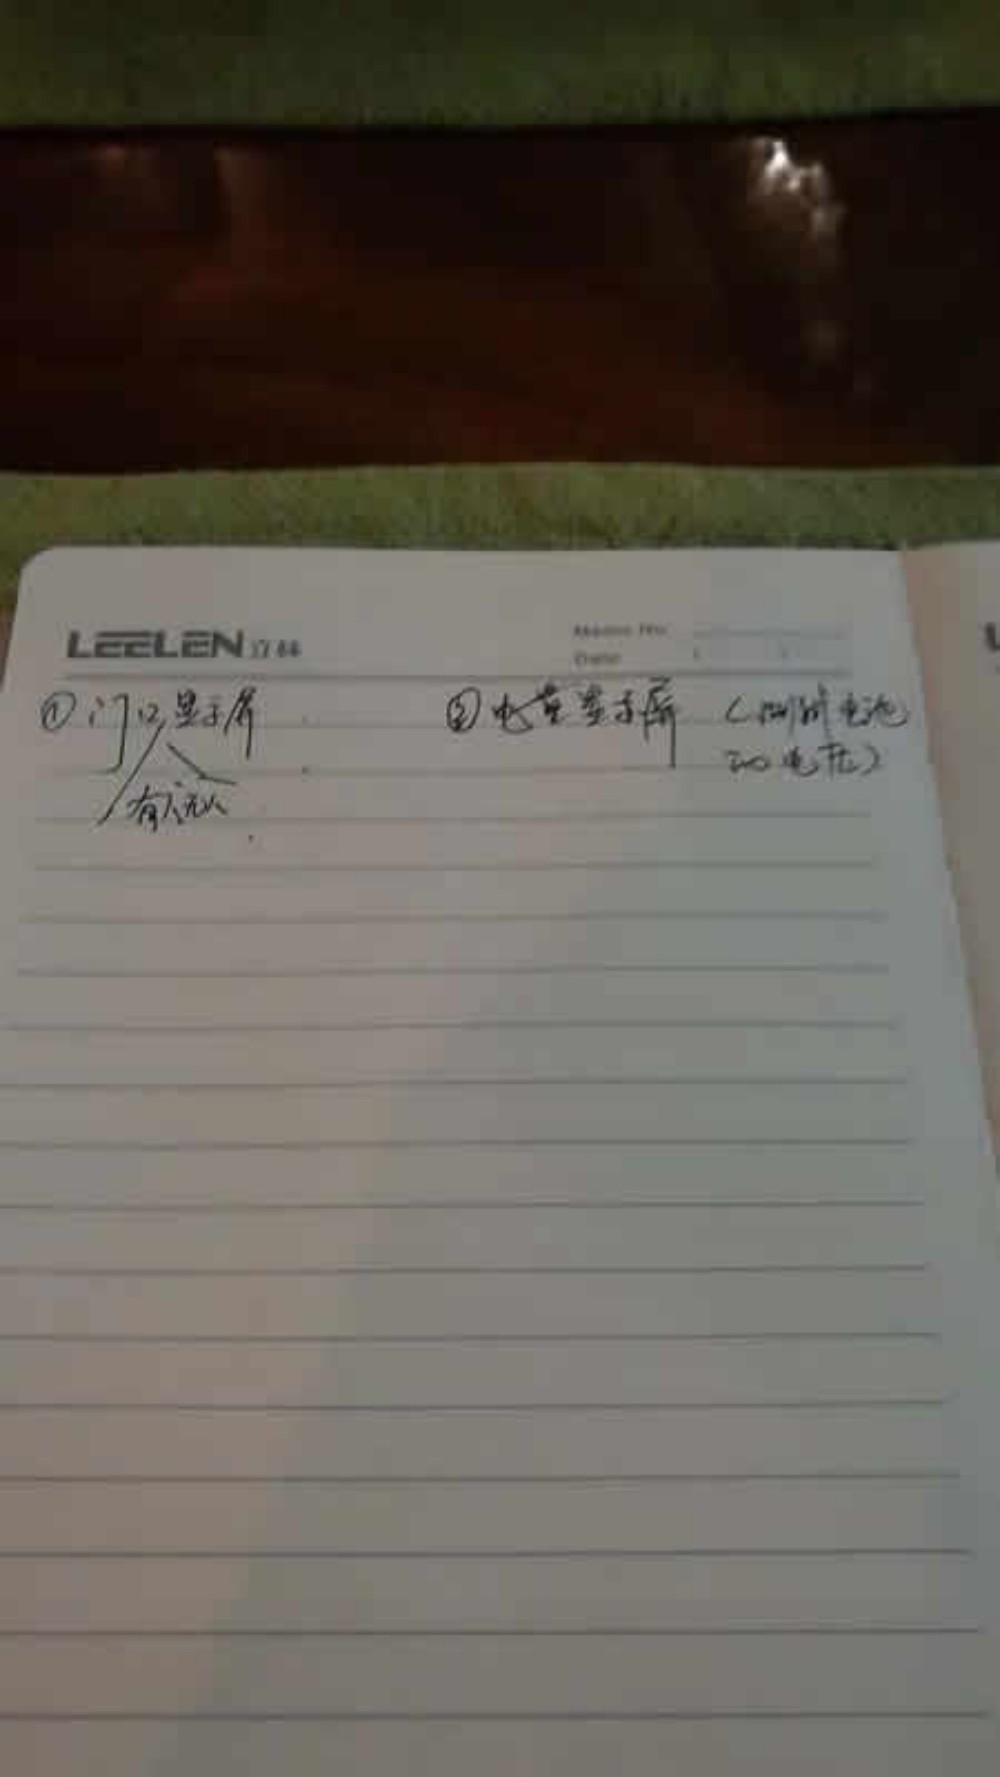 LEELEN 立林
Memo No.
Date
①门口显示屏
有人 无人
②电量显示屏 (测试电池
的电压)
L